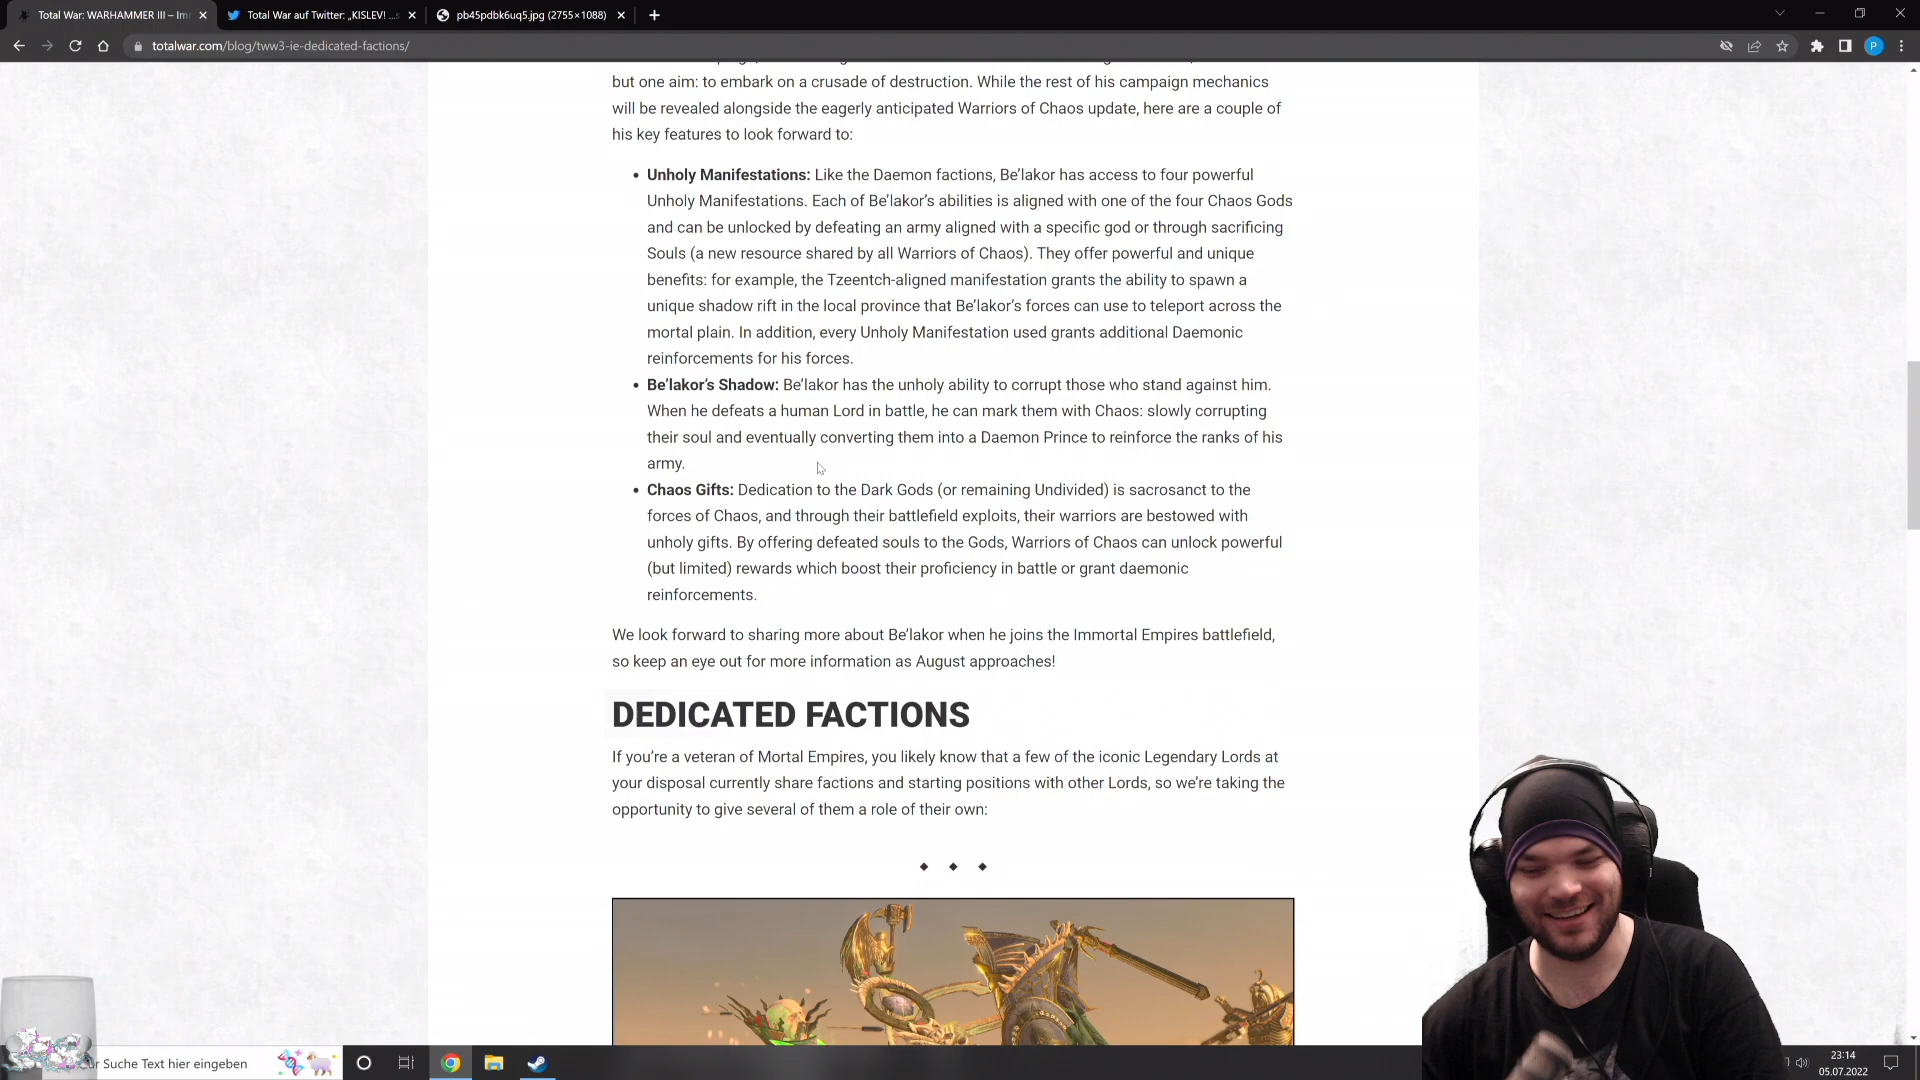 Total War: WARHAMMER III – Im
Total War auf Twitter: „KISLEV! ...s
pb45pdbk6uq5.jpg (2755×1088)
totalwar.com/blog/tww3-ie-dedicated-factions/
P
but one aim: to embark on a crusade of destruction. While the rest of his campaign mechanics
will be revealed alongside the eagerly anticipated Warriors of Chaos update, here are a couple of
his key features to look forward to:
• Unholy Manifestations: Like the Daemon factions, Be’lakor has access to four powerful
Unholy Manifestations. Each of Be’lakor’s abilities is aligned with one of the four Chaos Gods
and can be unlocked by defeating an army aligned with a specific god or through sacrificing
Souls (a new resource shared by all Warriors of Chaos). They offer powerful and unique
benefits: for example, the Tzeentch-aligned manifestation grants the ability to spawn a
unique shadow rift in the local province that Be’lakor’s forces can use to teleport across the
mortal plain. In addition, every Unholy Manifestation used grants additional Daemonic
reinforcements for his forces.
• Be’lakor’s Shadow: Be’lakor has the unholy ability to corrupt those who stand against him.
When he defeats a human Lord in battle, he can mark them with Chaos: slowly corrupting
their soul and eventually converting them into a Daemon Prince to reinforce the ranks of his
army.
• Chaos Gifts: Dedication to the Dark Gods (or remaining Undivided) is sacrosanct to the
forces of Chaos, and through their battlefield exploits, their warriors are bestowed with
unholy gifts. By offering defeated souls to the Gods, Warriors of Chaos can unlock powerful
(but limited) rewards which boost their proficiency in battle or grant daemonic
reinforcements.
We look forward to sharing more about Be’lakor when he joins the Immortal Empires battlefield,
so keep an eye out for more information as August approaches!
DEDICATED FACTIONS
If you’re a veteran of Mortal Empires, you likely know that a few of the iconic Legendary Lords at
your disposal currently share factions and starting positions with other Lords, so we’re taking the
opportunity to give several of them a role of their own:
ur Suche Text hier eingeben
23:14
05.07.2022